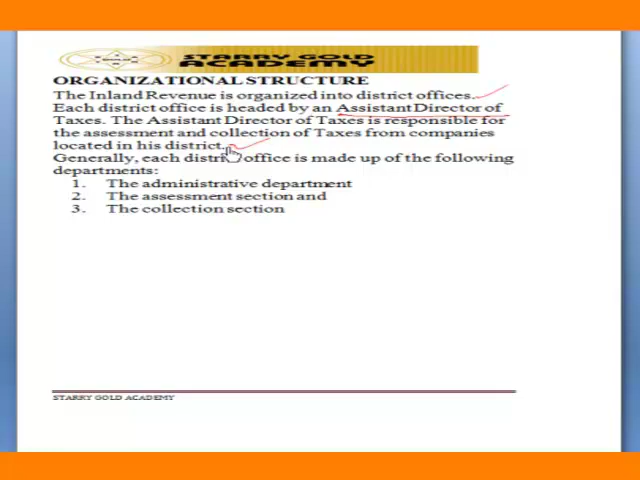 STARRY GOLD
ACADEMY
ORGANIZATIONAL STRUCTURE
The Inland Revenue is organized into district offices.
Each district office is headed by an Assistant Director of
Taxes. The Assistant Director of Taxes is responsible for
the assessment and collection of Taxes from companies
located in his district.
Generally, each district office is made up of the following
departments:
1. The administrative department
2. The assessment section and
3. The collection section
STARRY GOLD ACADEMY